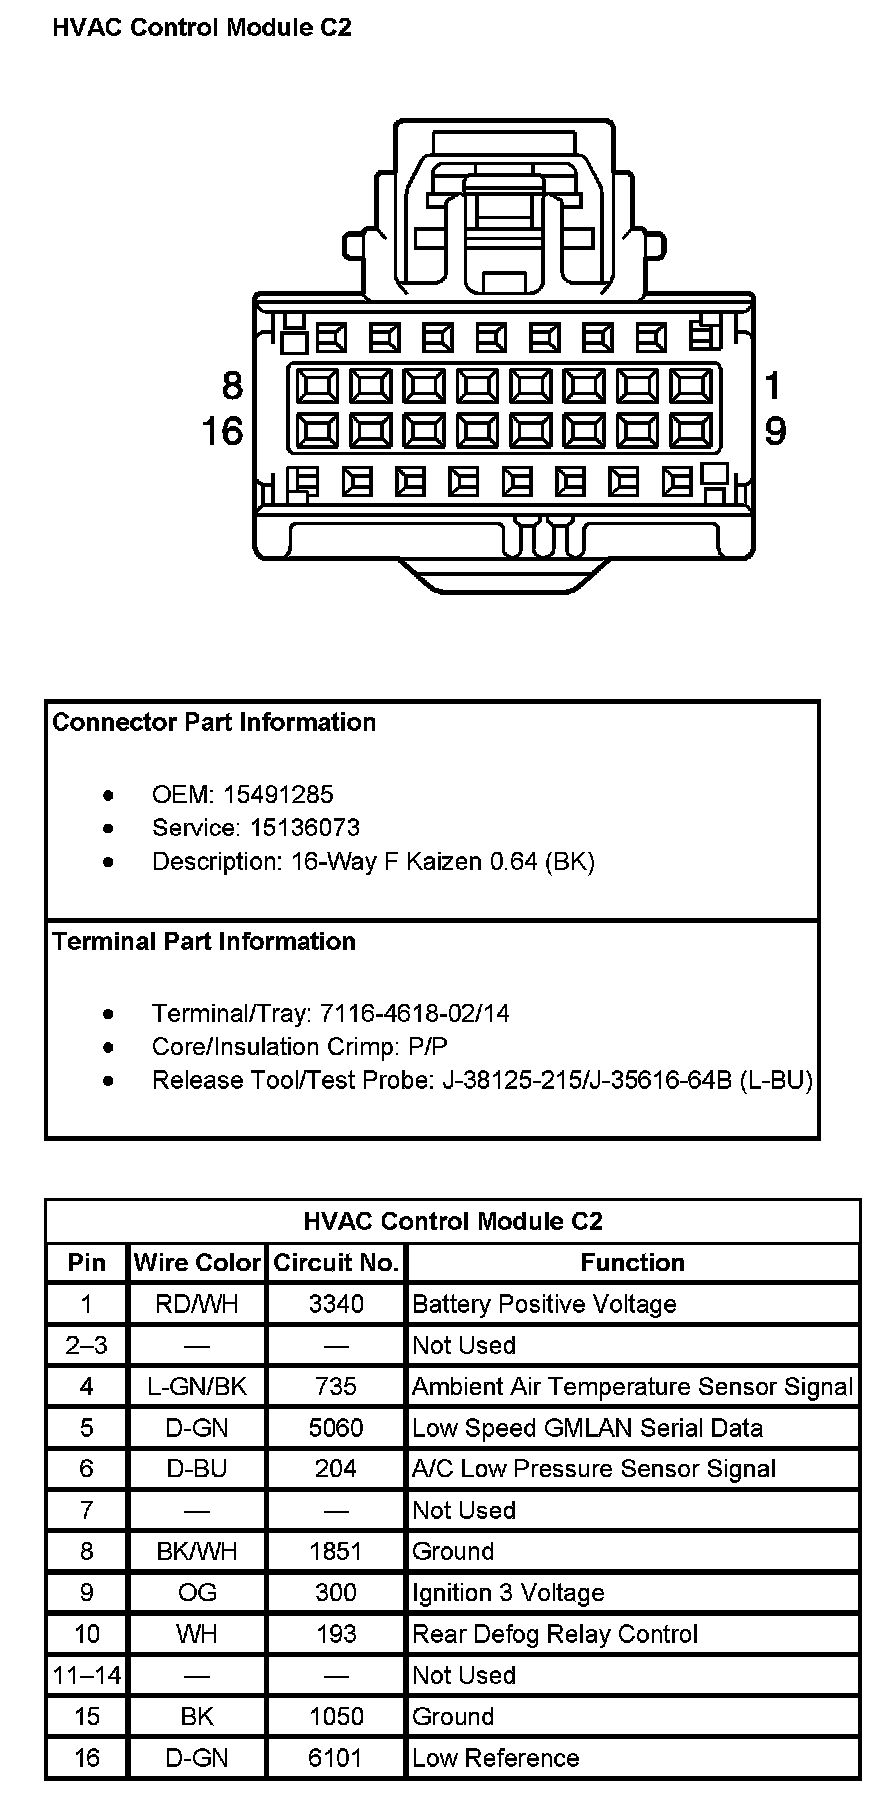 HVAC Control Module C2
8 1
16 9
Connector Part Information
• OEM: 15491285
• Service: 15136073
• Description: 16-Way F Kaizen 0.64 (BK)
Terminal Part Information
• Terminal/Tray: 7116-4618-02/14
• Core/Insulation Crimp: P/P
• Release Tool/Test Probe: J-38125-215/J-35616-64B (L-BU)
HVAC Control Module C2
Pin Wire Color Circuit No. Function
1 RD/WH 3340 Battery Positive Voltage
2–3 — — Not Used
4 L-GN/BK 735 Ambient Air Temperature Sensor Signal
5 D-GN 5060 Low Speed GMLAN Serial Data
6 D-BU 204 A/C Low Pressure Sensor Signal
7 — — Not Used
8 BK/WH 1851 Ground
9 OG 300 Ignition 3 Voltage
10 WH 193 Rear Defog Relay Control
11–14 — — Not Used
15 BK 1050 Ground
16 D-GN 6101 Low Reference